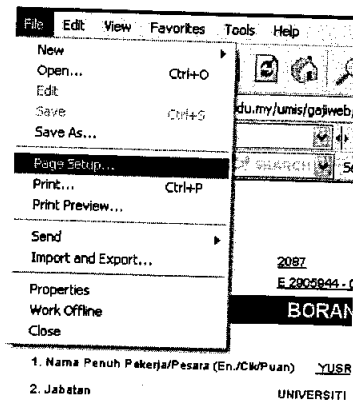 File Edit View Favorites Tools Help
New
Open... Ctrl+O
Edit
Save Ctrl+S
Save As...
Page Setup...
Print... Ctrl+P
Print Preview...
Send
Import and Export...
Properties
Work Offline
Close
du.my/umis/gajiweb/
SEARCH
2087
E 2905944 -
BORAN
1. Nama Penuh Pekerja/Pesara (En./Cik/Puan) YUSR
2. Jabatan UNIVERSITI